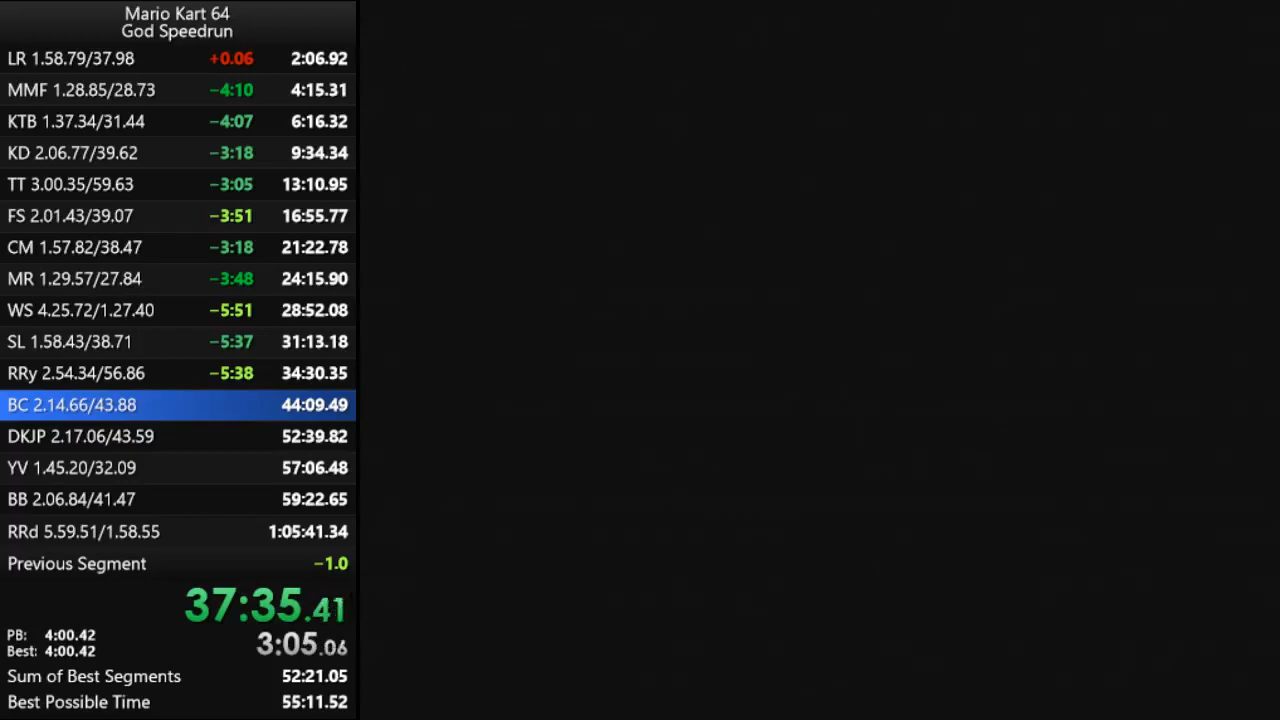 Mario Kart 64
God Speedrun
LR 1.58.79/37.98 +0.06 2:06.92
MMF 1.28.85/28.73 −4:10 4:15.31
KTB 1.37.34/31.44 −4:07 6:16.32
KD 2.06.77/39.62 −3:18 9:34.34
TT 3.00.35/59.63 −3:05 13:10.95
FS 2.01.43/39.07 −3:51 16:55.77
CM 1.57.82/38.47 −3:18 21:22.78
MR 1.29.57/27.84 −3:48 24:15.90
WS 4.25.72/1.27.40 −5:51 28:52.08
SL 1.58.43/38.71 −5:37 31:13.18
RRy 2.54.34/56.86 −5:38 34:30.35
BC 2.14.66/43.88 44:09.49
DKJP 2.17.06/43.59 52:39.82
YV 1.45.20/32.09 57:06.48
BB 2.06.84/41.47 59:22.65
RRd 5.59.51/1.58.55 1:05:41.34
Previous Segment −1.0
37:35.41
PB: 4:00.42
Best: 4:00.42
3:05.06
Sum of Best Segments 52:21.05
Best Possible Time 55:11.52